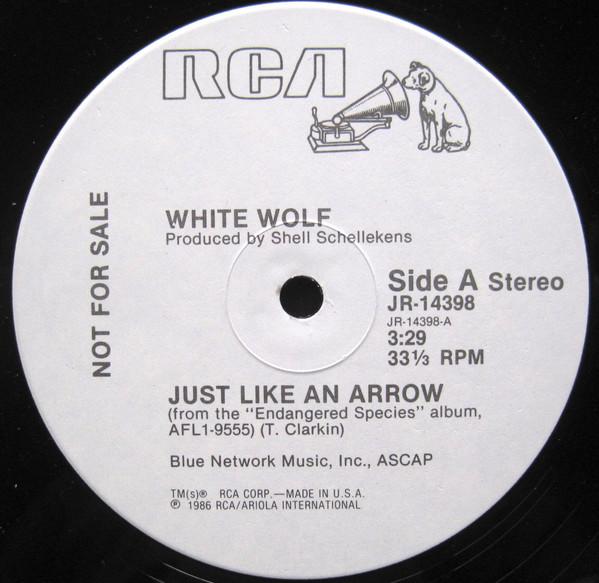 RCA
NOT FOR SALE
WHITE WOLF
Produced by Shell Schellekens
Side A Stereo
JR-14398
JR-14398-A
3:29
33⅓ RPM
JUST LIKE AN ARROW
(from the "Endangered Species" album,
AFL1-9555) (T. Clarkin)
Blue Network Music, Inc., ASCAP
TM(s)® RCA CORP.—MADE IN U.S.A.
℗ 1986 RCA/ARIOLA INTERNATIONAL